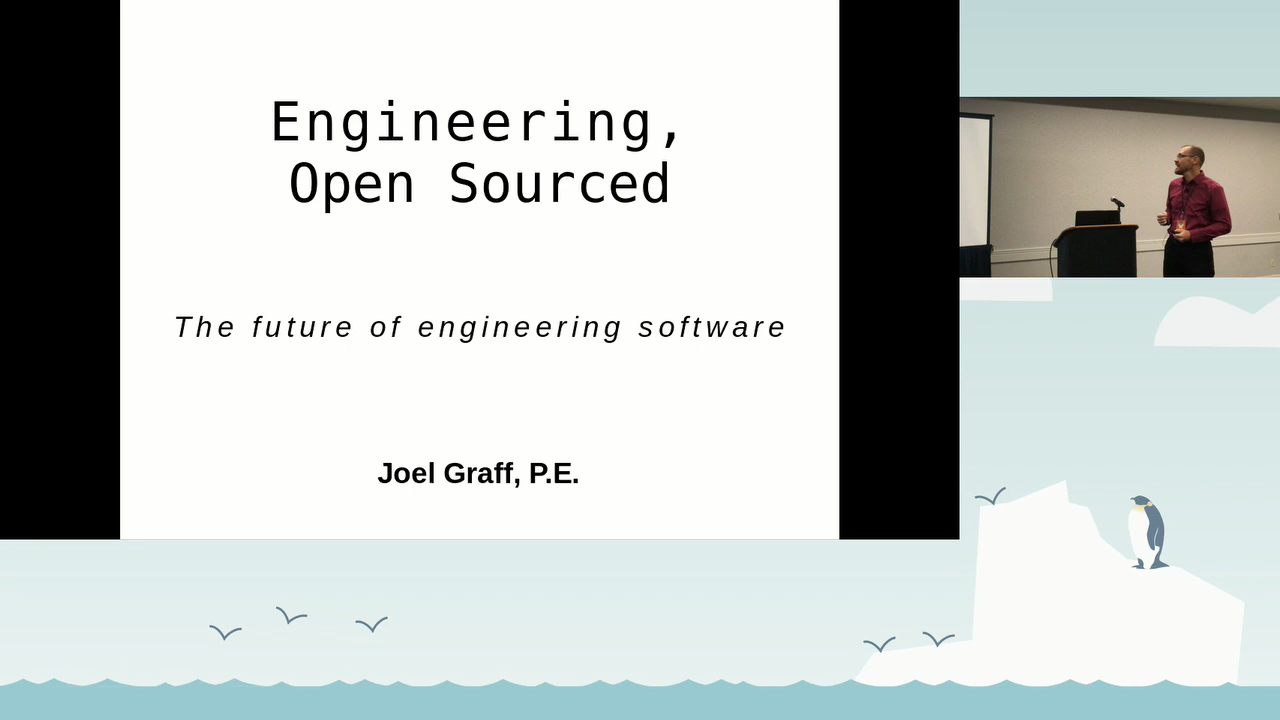 Engineering,
Open Sourced
The future of engineering software
Joel Graff, P.E.